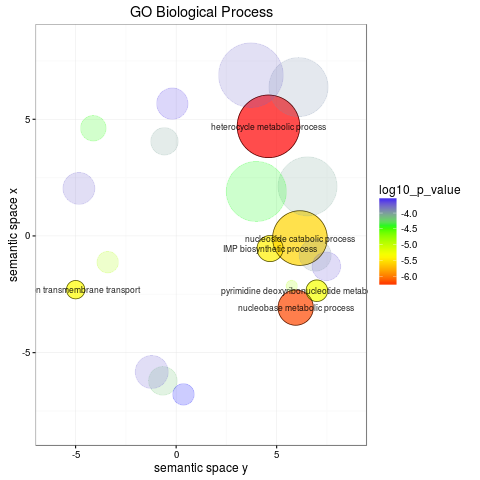 GO Biological Process
semantic space x
5
0
-5
heterocycle metabolic process
nucleoside catabolic process
IMP biosynthetic process
n transmembrane transport
pyrimidine deoxyribonucleotide metab
nucleobase metabolic process
-5
0
5
semantic space y
log10_p_value
-4.0
-4.5
-5.0
-5.5
-6.0